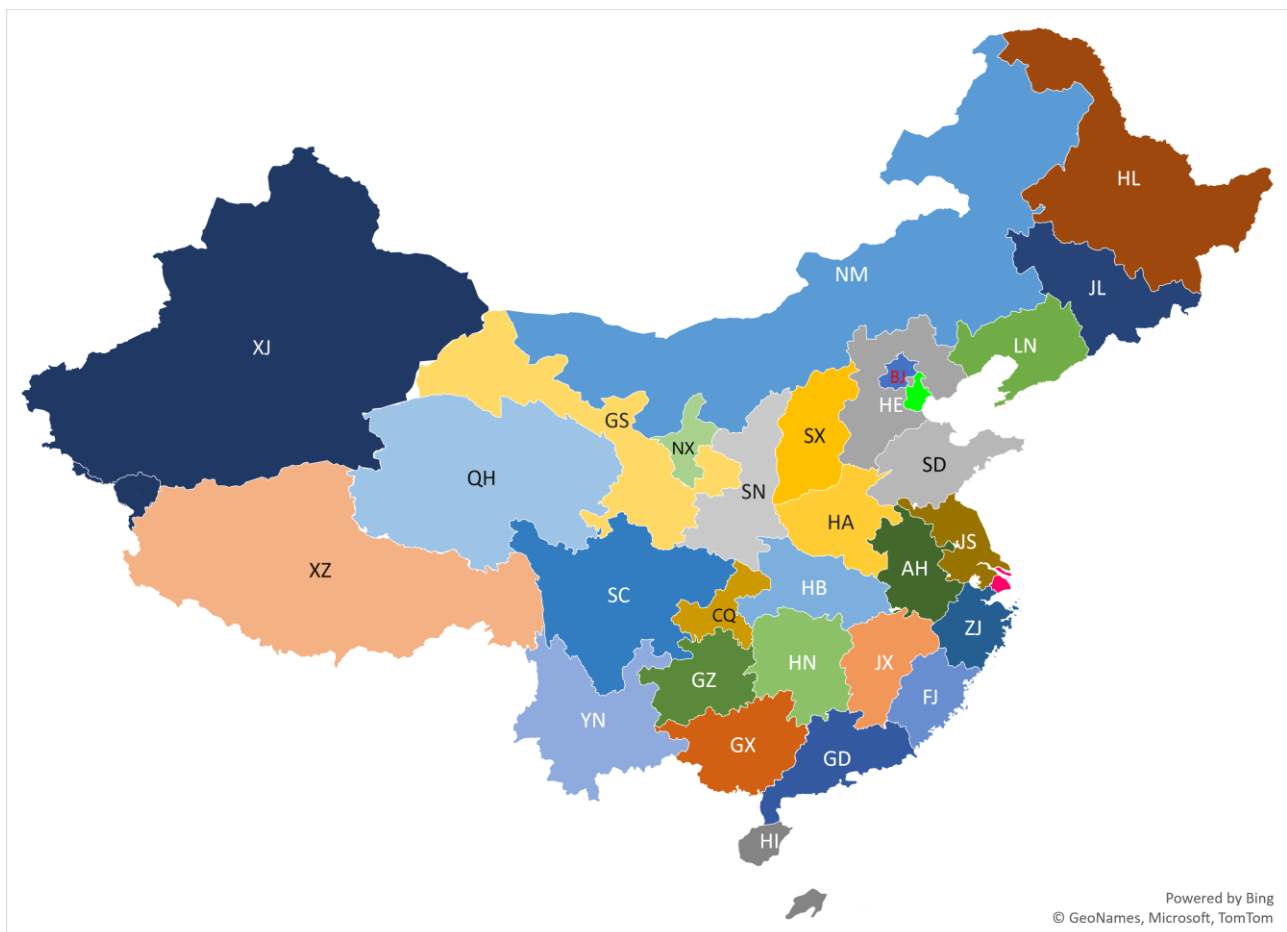 HL
NM
JL
XJ
LN
BJ
HE
GS
SX
NX
SD
QH
SN
HA
JS
XZ
AH
SC
HB
CQ
ZJ
HN
JX
GZ
FJ
YN
GX
GD
HI
Powered by Bing
© GeoNames, Microsoft, TomTom